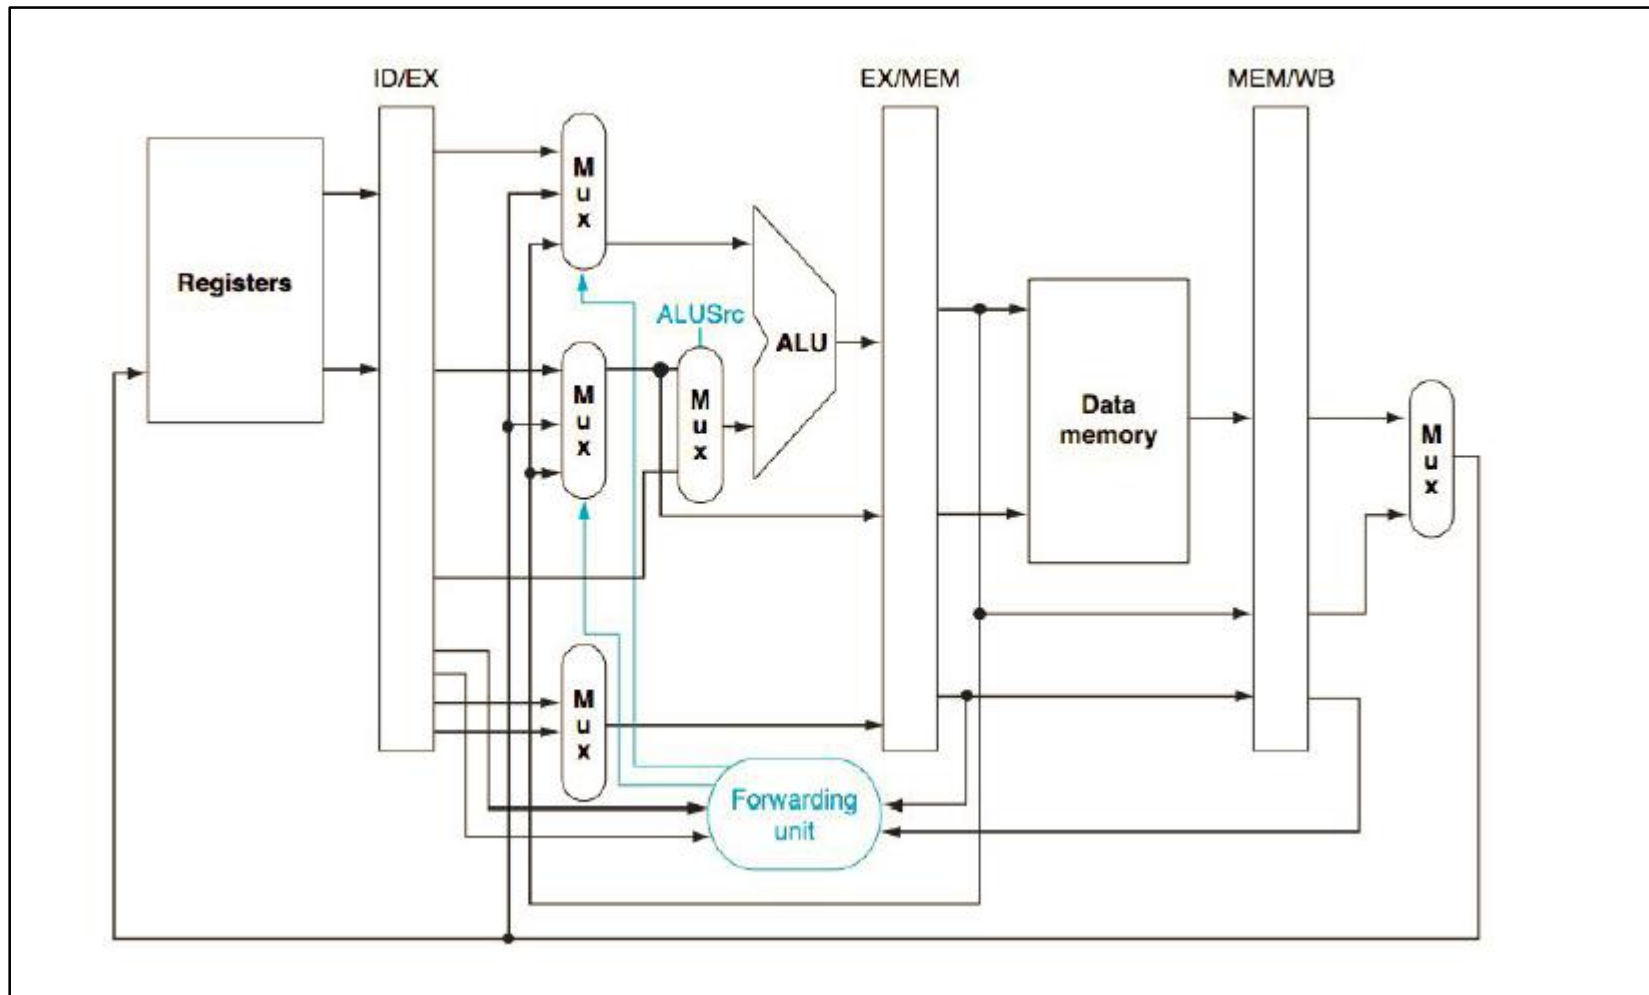 ID/EX
EX/MEM
MEM/WB
M
u
x
Registers
ALUSrc
ALU
M
u
x
M
u
x
Data
memory
M
u
x
M
u
x
Forwarding
unit